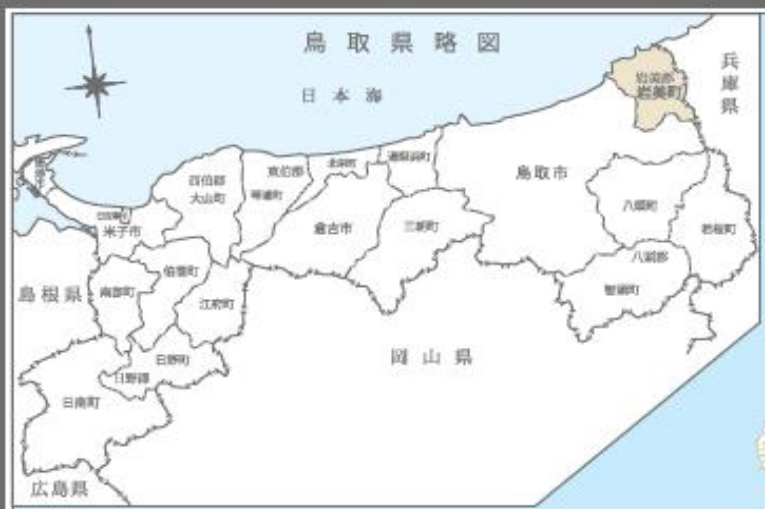 鳥取県略図
日本海
兵庫県
岩美郡
岩美町
鳥取市
八頭町
若桜町
八頭郡
智頭町
西伯郡
大山町
東伯郡
琴浦町
北栄町
湯梨浜町
倉吉市
三朝町
米子市
伯耆町
南部町
江府町
日野町
日野郡
日南町
島根県
岡山県
広島県